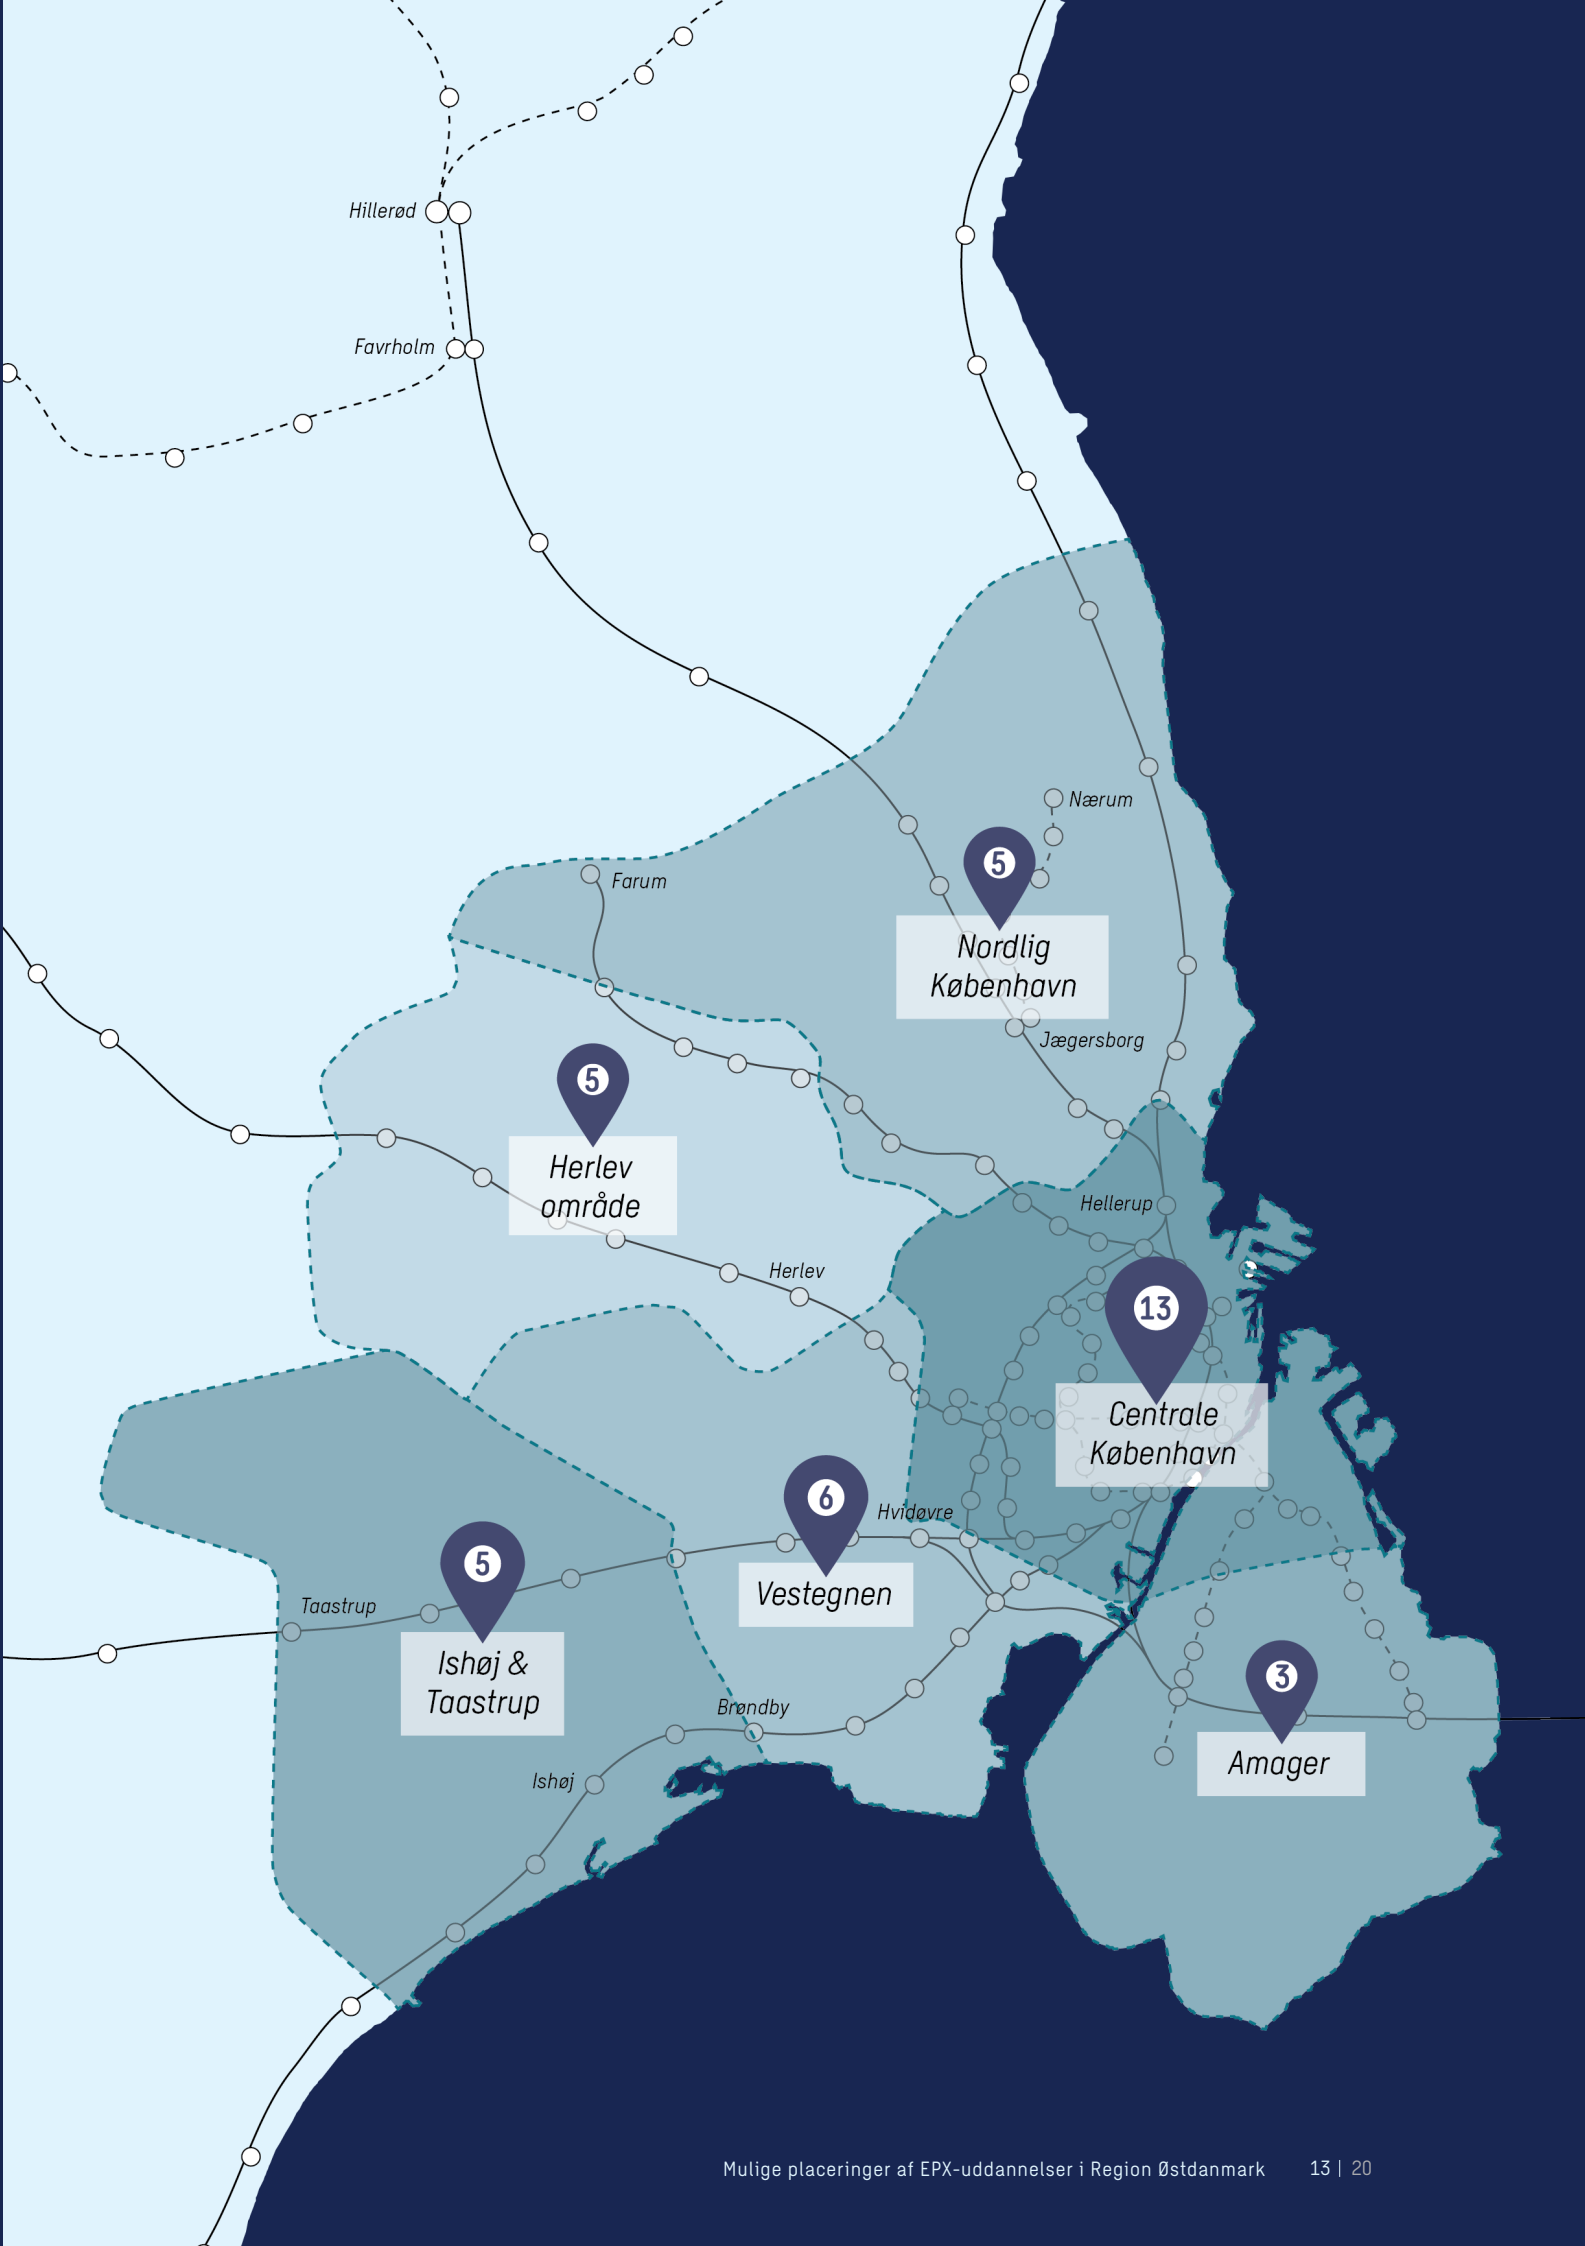 Hillerød
Favrholm
Nærum
5
Farum
Nordlig
København
Jægersborg
5
Herlev
område
Hellerup
Herlev
13
Centrale
København
6
Hvidøvre
5
Vestegnen
Taastrup
Ishøj &
Taastrup
3
Brøndby
Amager
Ishøj
Mulige placeringer af EPX-uddannelser i Region Østdanmark 13 | 20